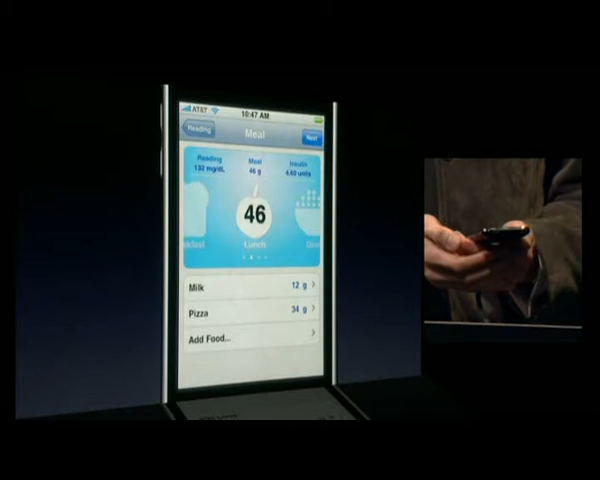 AT&T 10:47 AM
Reading Meal Next
Reading Meal Insulin
132 mg/dL 46 g 4.60 units
46
Lunch
Milk 12 g
Pizza 34 g
Add Food...